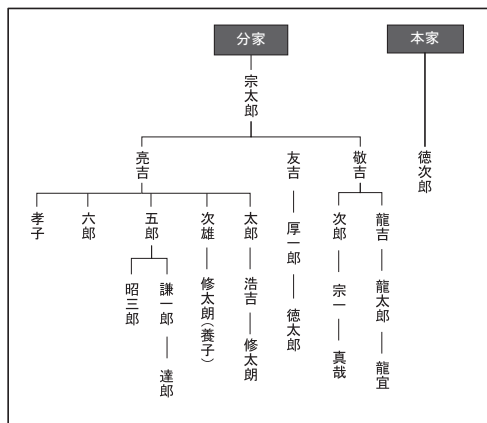 本家
徳次郎
分家
宗太郎
敬吉
龍吉
龍太郎
龍宜
次郎
宗一
真哉
友吉
厚一郎
徳太郎
亮吉
太郎
浩吉
修太朗
次雄
修太朗(養子)
五郎
謙一郎
達郎
昭三郎
六郎
孝子